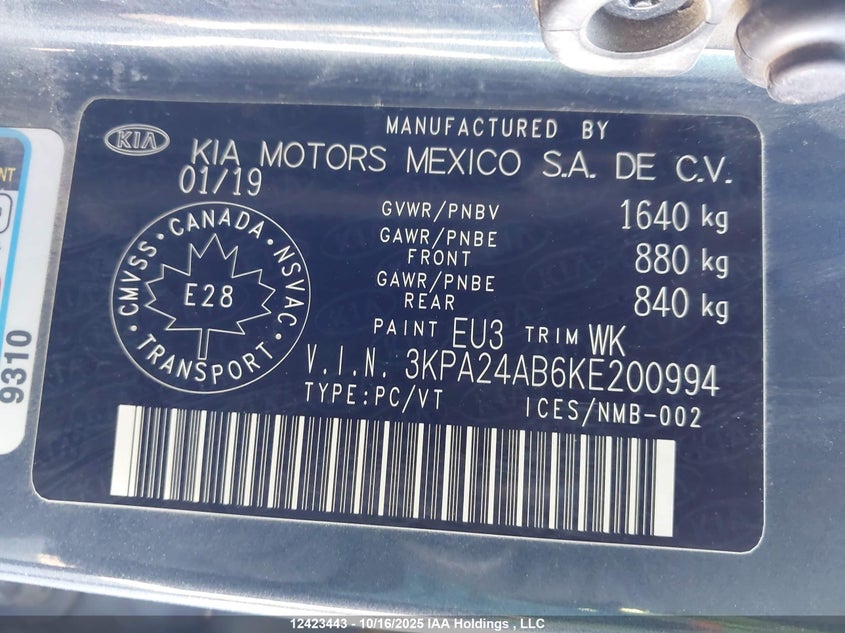 MANUFACTURED BY
KIA
KIA MOTORS MEXICO S.A. DE C.V.
01/19
GVWR/PNBV 1640 kg
GAWR/PNBE FRONT 880 kg
GAWR/PNBE REAR 840 kg
CMVSS · CANADA · NSVAC · TRANSPORT ·
E28
PAINT EU3 TRIM WK
V.I.N. 3KPA24AB6KE200994
TYPE:PC/VT ICES/NMB-002
9310
12423443 - 10/16/2025 IAA Holdings , LLC